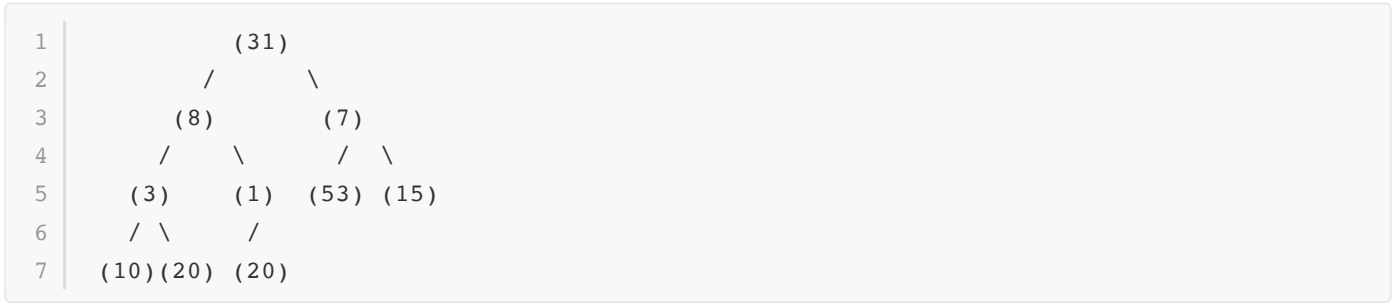 1 (31)
2 / \
3 (8) (7)
4 / \ / \
5 (3) (1) (53) (15)
6 / \ /
7 (10)(20) (20)